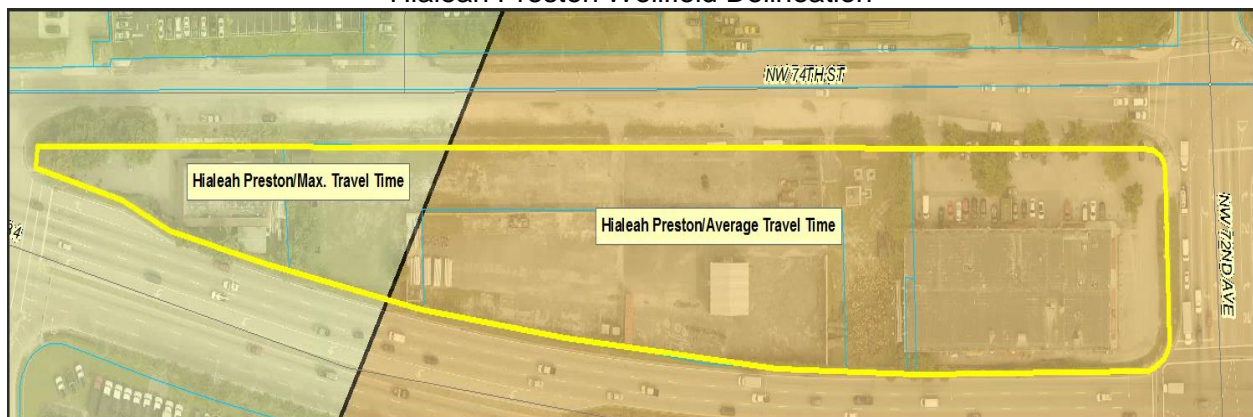 Hialeah Preston Wellfield Delineation
NW 74TH ST
Hialeah Preston/Max. Travel Time
Hialeah Preston/Average Travel Time
NW 72ND AVE